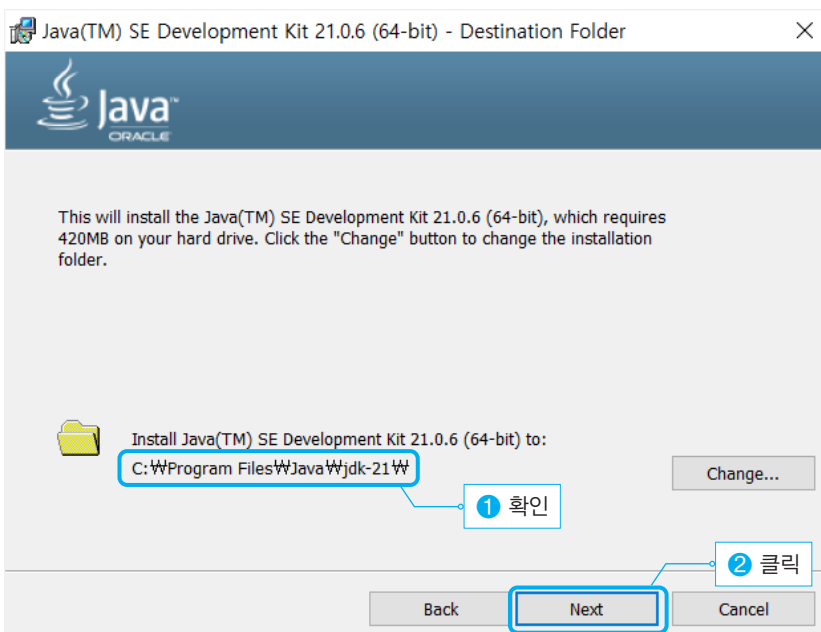 Java(TM) SE Development Kit 21.0.6 (64-bit) - Destination Folder
Java™
ORACLE
This will install the Java(TM) SE Development Kit 21.0.6 (64-bit), which requires
420MB on your hard drive. Click the "Change" button to change the installation
folder.
Install Java(TM) SE Development Kit 21.0.6 (64-bit) to:
C:₩Program Files₩Java₩jdk-21₩
Change...
1 확인
2 클릭
Back
Next
Cancel